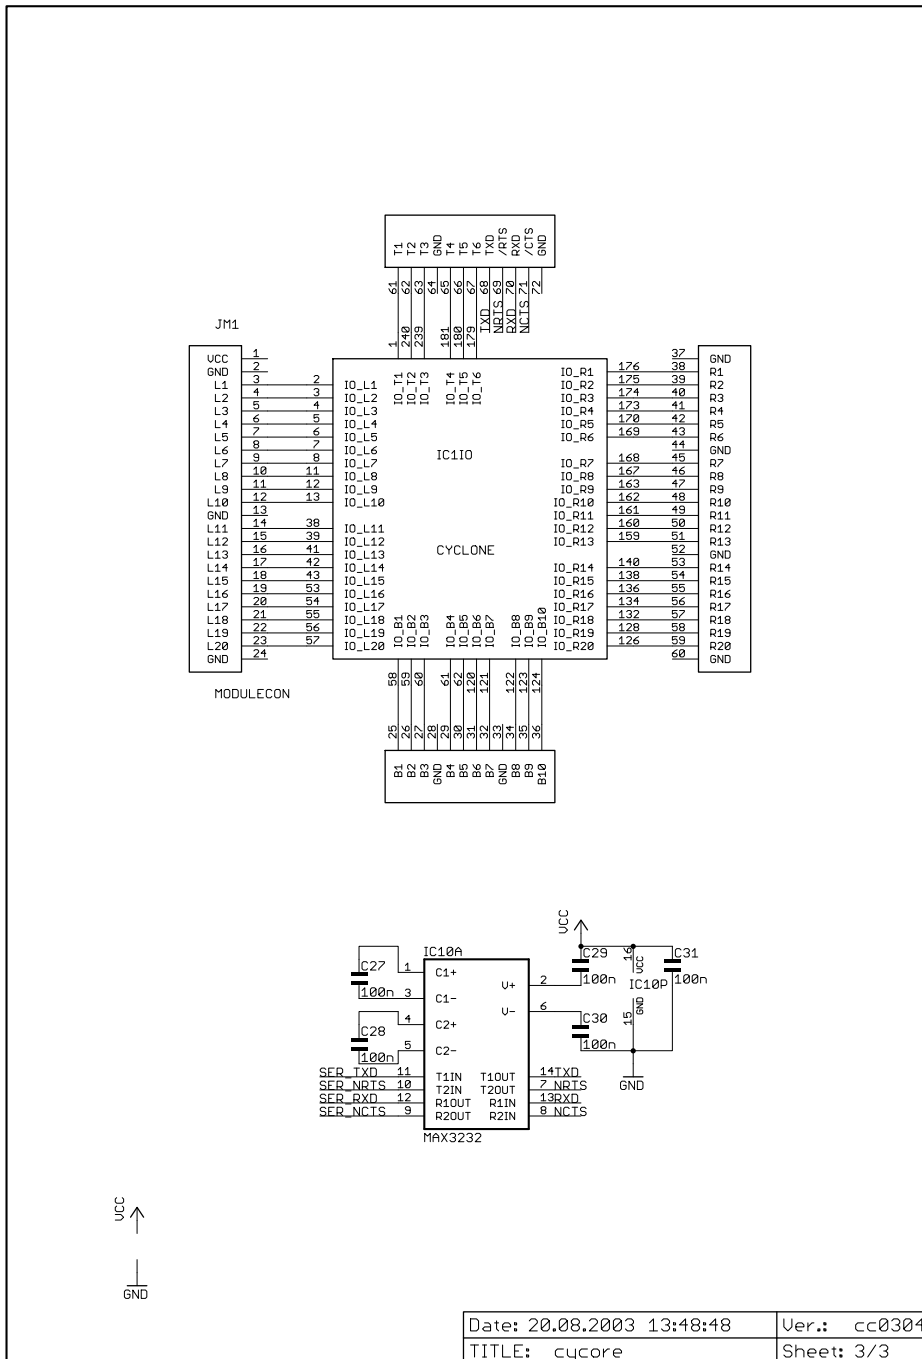 T1 T2 T3 GND T4 T5 T6 TXD /RTS RXD /CTS GND
61 62 63 64 65 66 67 68 69 70 71 72
TXD NRTS RXD NCTS
1 240 239 181 180 179
JM1
VCC 1
GND 2
L1 3 2 IO_L1
L2 4 3 IO_L2
L3 5 4 IO_L3
L4 6 5 IO_L4
L5 7 6 IO_L5
L6 8 7 IO_L6
L7 9 8 IO_L7
L8 10 11 IO_L8
L9 11 12 IO_L9
L10 12 13 IO_L10
GND 13
L11 14 38 IO_L11
L12 15 39 IO_L12
L13 16 41 IO_L13
L14 17 42 IO_L14
L15 18 43 IO_L15
L16 19 53 IO_L16
L17 20 54 IO_L17
L18 21 55 IO_L18
L19 22 56 IO_L19
L20 23 57 IO_L20
GND 24
MODULECON
IO_T1 IO_T2 IO_T3 IO_T4 IO_T5 IO_T6
IC1IO
CYCLONE
IO_B1 IO_B2 IO_B3 IO_B4 IO_B5 IO_B6 IO_B7 IO_B8 IO_B9 IO_B10
37 GND
IO_R1 176 38 R1
IO_R2 175 39 R2
IO_R3 174 40 R3
IO_R4 173 41 R4
IO_R5 170 42 R5
IO_R6 169 43 R6
44 GND
IO_R7 168 45 R7
IO_R8 167 46 R8
IO_R9 163 47 R9
IO_R10 162 48 R10
IO_R11 161 49 R11
IO_R12 160 50 R12
IO_R13 159 51 R13
52 GND
IO_R14 140 53 R14
IO_R15 138 54 R15
IO_R16 136 55 R16
IO_R17 134 56 R17
IO_R18 132 57 R18
IO_R19 128 58 R19
IO_R20 126 59 R20
60 GND
58 59 60 61 62 120 121 122 123 124
25 26 27 28 29 30 31 32 33 34 35 36
B1 B2 B3 GND B4 B5 B6 B7 GND B8 B9 B10
IC10A
C27
100n
C28
100n
1 C1+
3 C1-
4 C2+
5 C2-
V+ 2
V- 6
SER_TXD 11 T1IN T1OUT 14 TXD
SER_NRTS 10 T2IN T2OUT 7 NRTS
SER_RXD 12 R1OUT R1IN 13 RXD
SER_NCTS 9 R2OUT R2IN 8 NCTS
MAX3232
VCC
C29
100n
C30
100n
16 VCC
IC10P
15 GND
C31
100n
GND
VCC
GND
Date: 20.08.2003 13:48:48 Ver.: cc0304
TITLE: cycore Sheet: 3/3